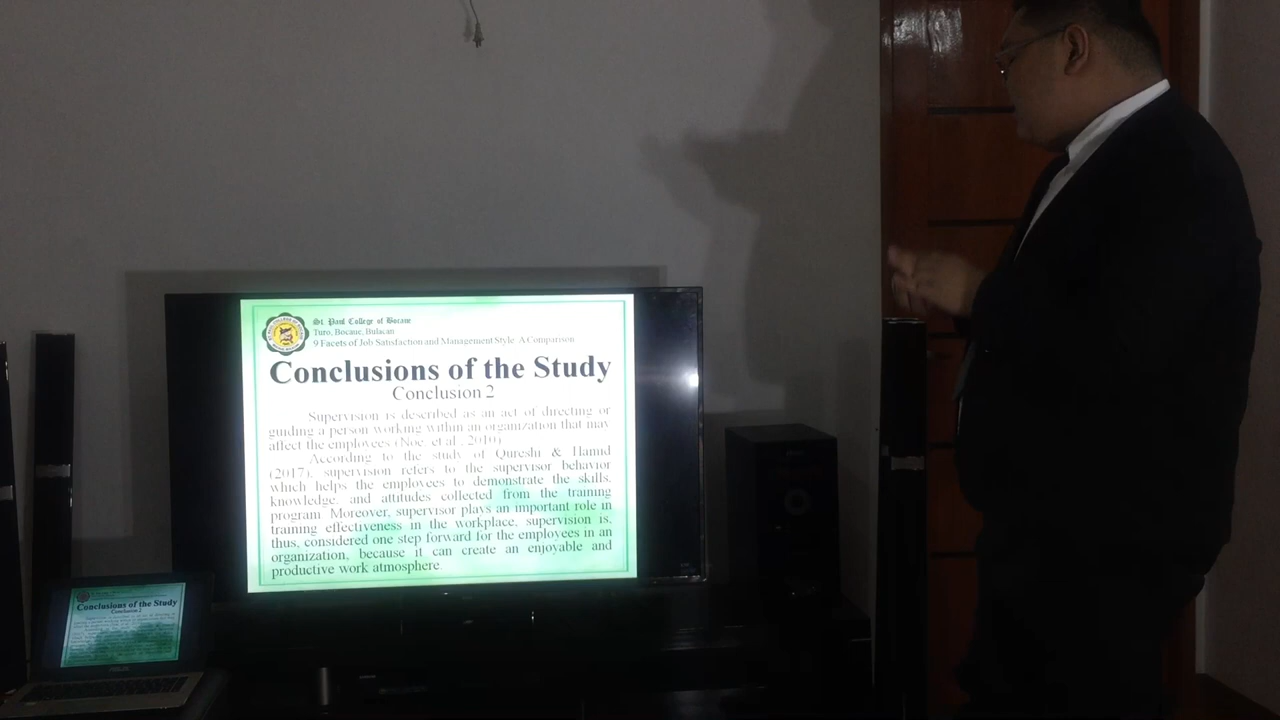 St. Paul College of Bocaue
Turo, Bocaue, Bulacan
9 Facets of Job Satisfaction and Management Style: A Comparison
Conclusions of the Study
Conclusion 2
Supervision is described as an act of directing or
guiding a person working within an organization that may
affect the employees (Noe, et al., 2010).
According to the study of Qureshi & Hamid
(2017), supervision refers to the supervisor behavior
which helps the employees to demonstrate the skills,
knowledge, and attitudes collected from the training
program. Moreover, supervisor plays an important role in
training effectiveness in the workplace, supervision is,
thus, considered one step forward for the employees in an
organization, because it can create an enjoyable and
productive work atmosphere.
Conclusions of the Study
Conclusion 2
ASUS